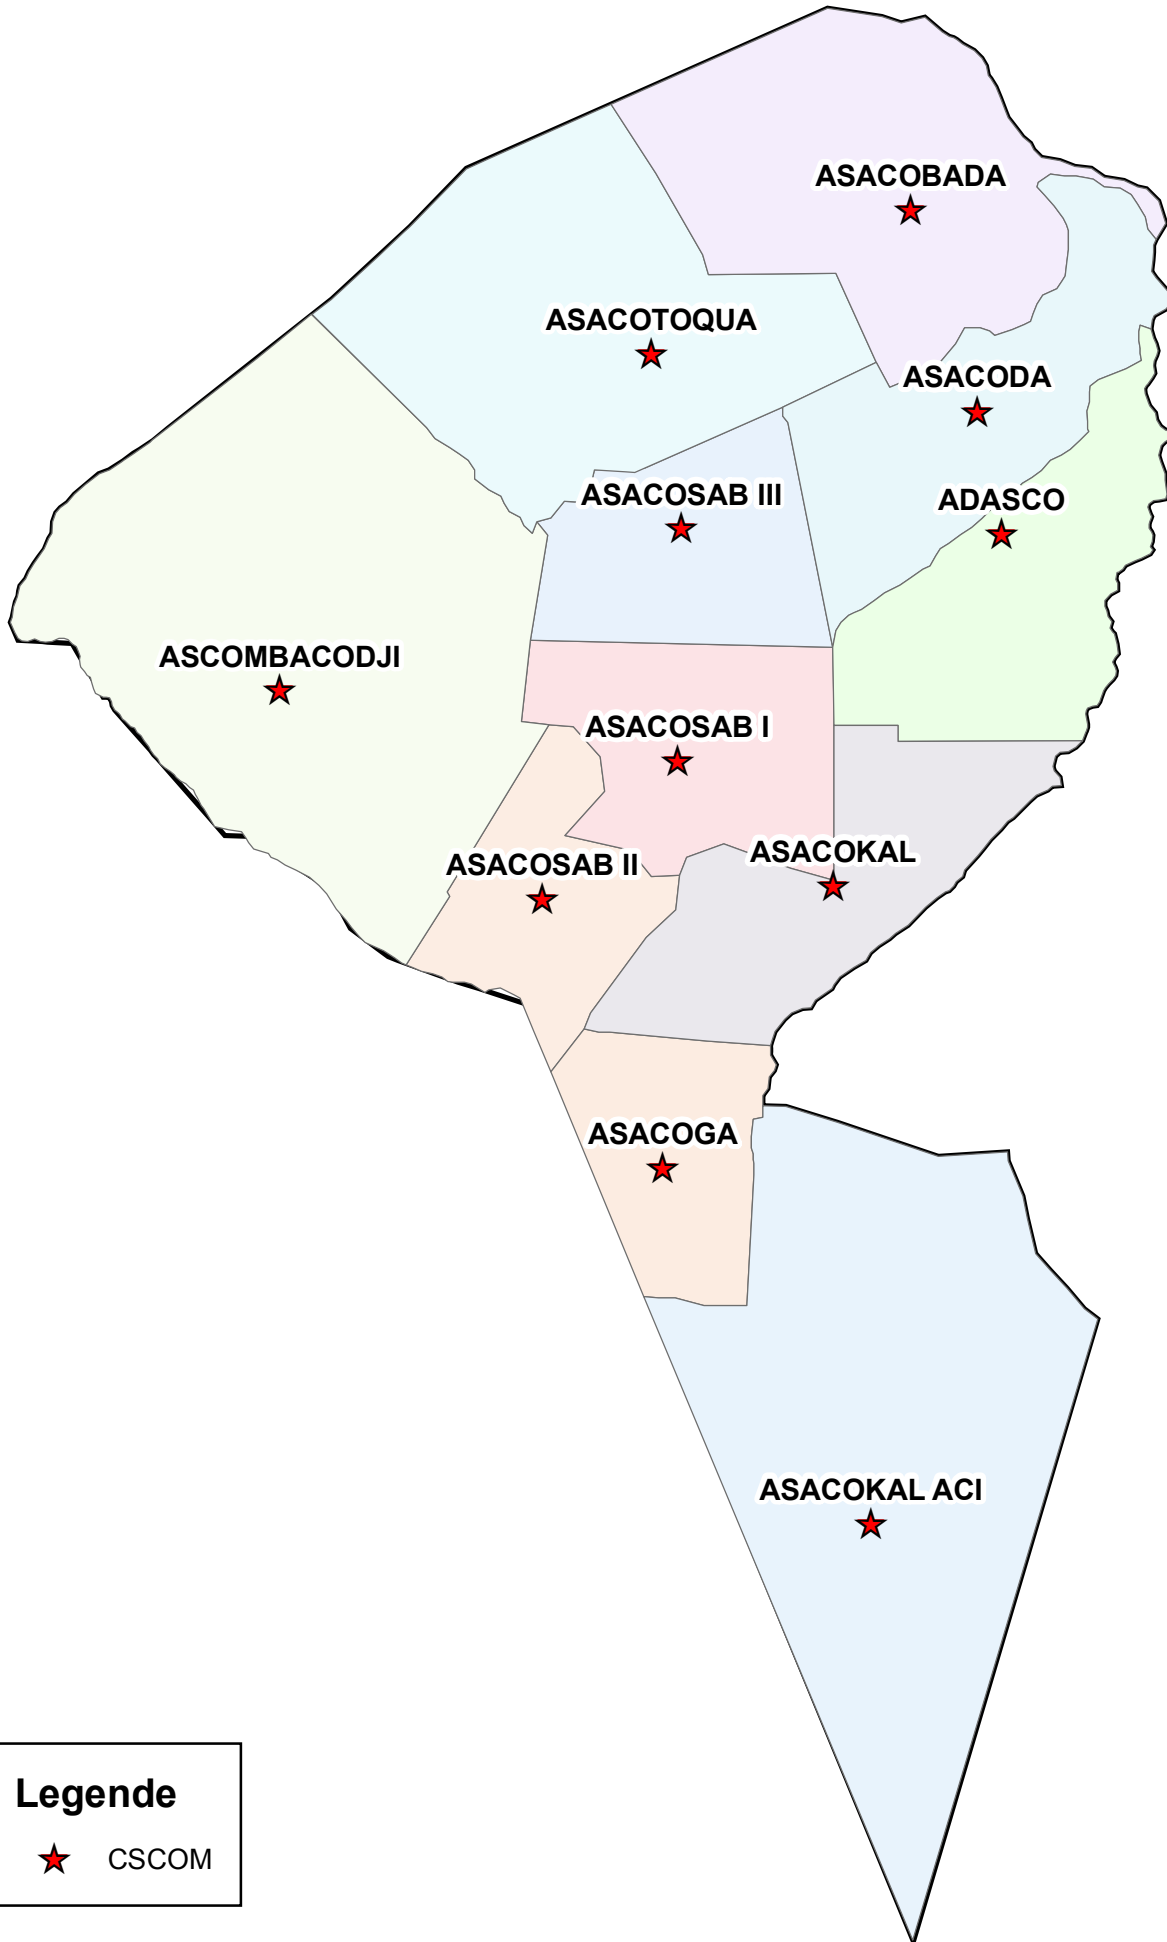 ASACOBADA
ASACOTOQUA
ASACODA
ASACOSAB III
ADASCO
ASCOMBACODJI
ASACOSAB I
ASACOKAL
ASACOSAB II
ASACOGA
ASACOKAL ACI
Legende
CSCOM